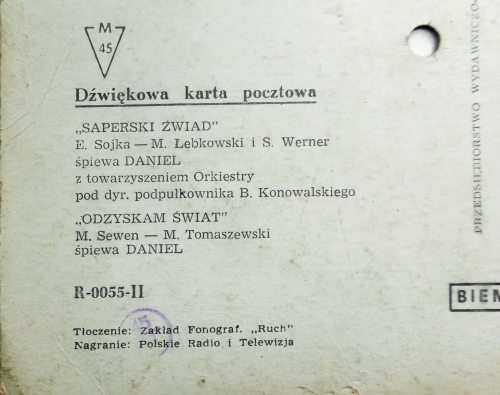 M
45
Dźwiękowa karta pocztowa
„SAPERSKI ZWIAD"
E. Sojka — M. Łebkowski i S. Werner
śpiewa DANIEL
z towarzyszeniem Orkiestry
pod dyr. podpułkownika B. Konowalskiego
„ODZYSKAM ŚWIAT"
M. Sewen — M. Tomaszewski
śpiewa DANIEL
R-0055-II
Tłoczenie: Zakład Fonograf. „Ruch"
Nagranie: Polskie Radio i Telewizja
PRZEDSIĘBIORSTWO WYDAWNICZO-
BIEM